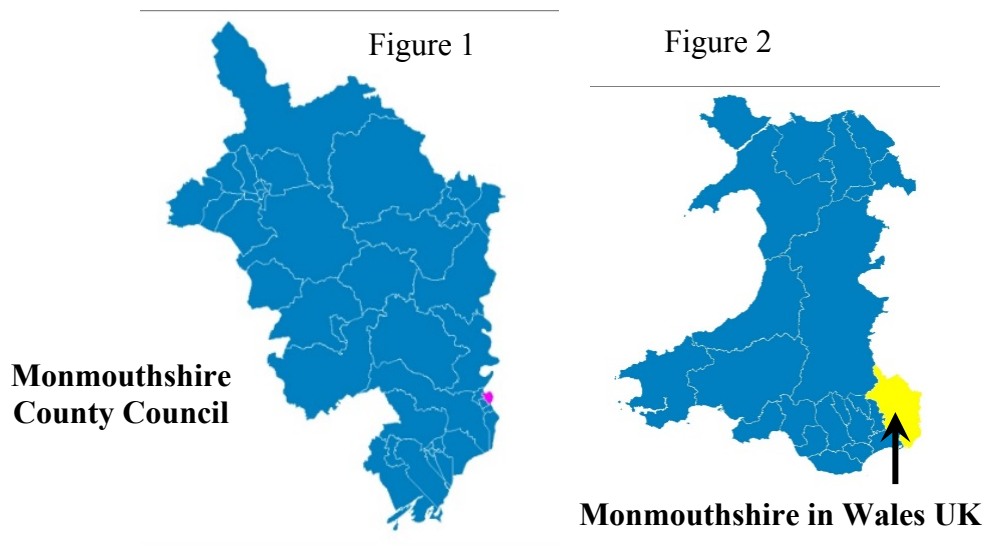 Figure 1
Figure 2
Monmouthshire
County Council
Monmouthshire in Wales UK